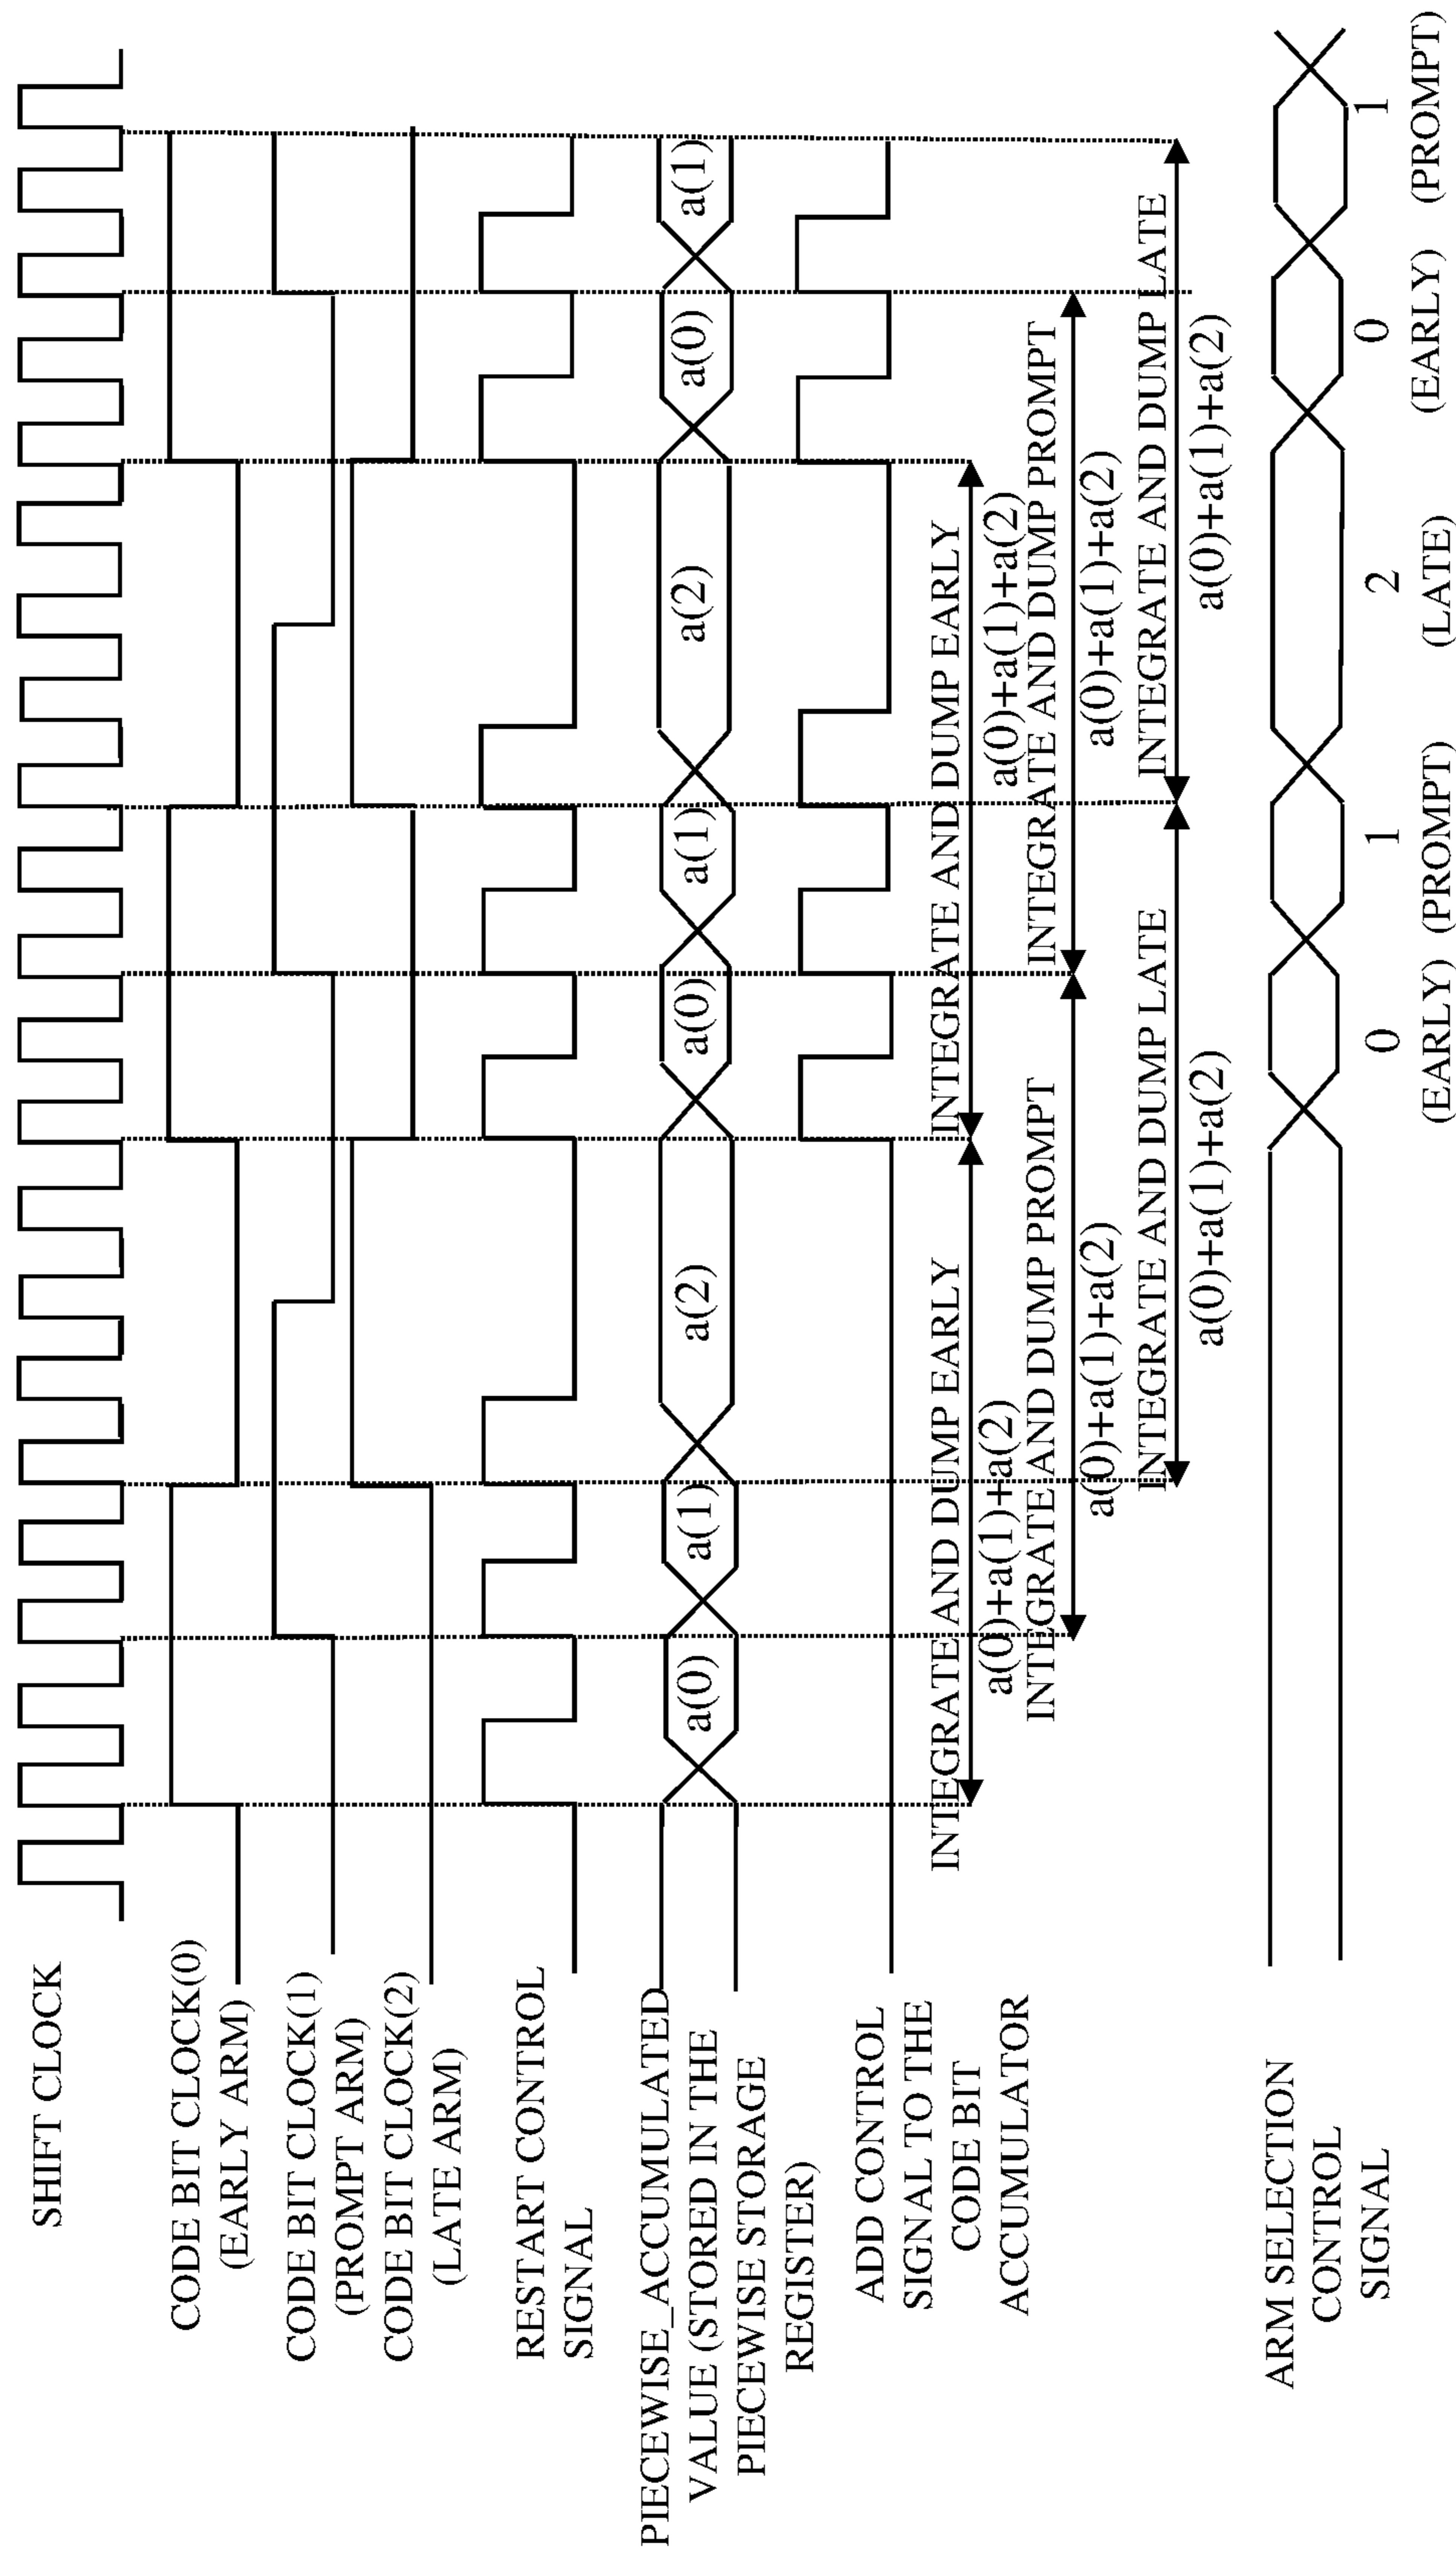 SHIFT CLOCK
CODE BIT CLOCK(0)
(EARLY ARM)
CODE BIT CLOCK(1)
(PROMPT ARM)
CODE BIT CLOCK(2)
(LATE ARM)
RESTART CONTROL
SIGNAL
PIECEWISE_ACCUMULATED
VALUE (STORED IN THE
PIECEWISE STORAGE
REGISTER)
a(0)
a(1)
a(2)
a(0)
a(1)
a(2)
a(0)
a(1)
ADD CONTROL
SIGNAL TO THE
CODE BIT
ACCUMULATOR
INTEGRATE AND DUMP EARLY
a(0)+a(1)+a(2)
INTEGRATE AND DUMP EARLY
a(0)+a(1)+a(2)
INTEGRATE AND DUMP PROMPT
a(0)+a(1)+a(2)
INTEGRATE AND DUMP PROMPT
a(0)+a(1)+a(2)
INTEGRATE AND DUMP LATE
a(0)+a(1)+a(2)
INTEGRATE AND DUMP LATE
a(0)+a(1)+a(2)
ARM SELECTION
CONTROL
SIGNAL
0
(EARLY)
1
(PROMPT)
2
(LATE)
0
(EARLY)
1
(PROMPT)